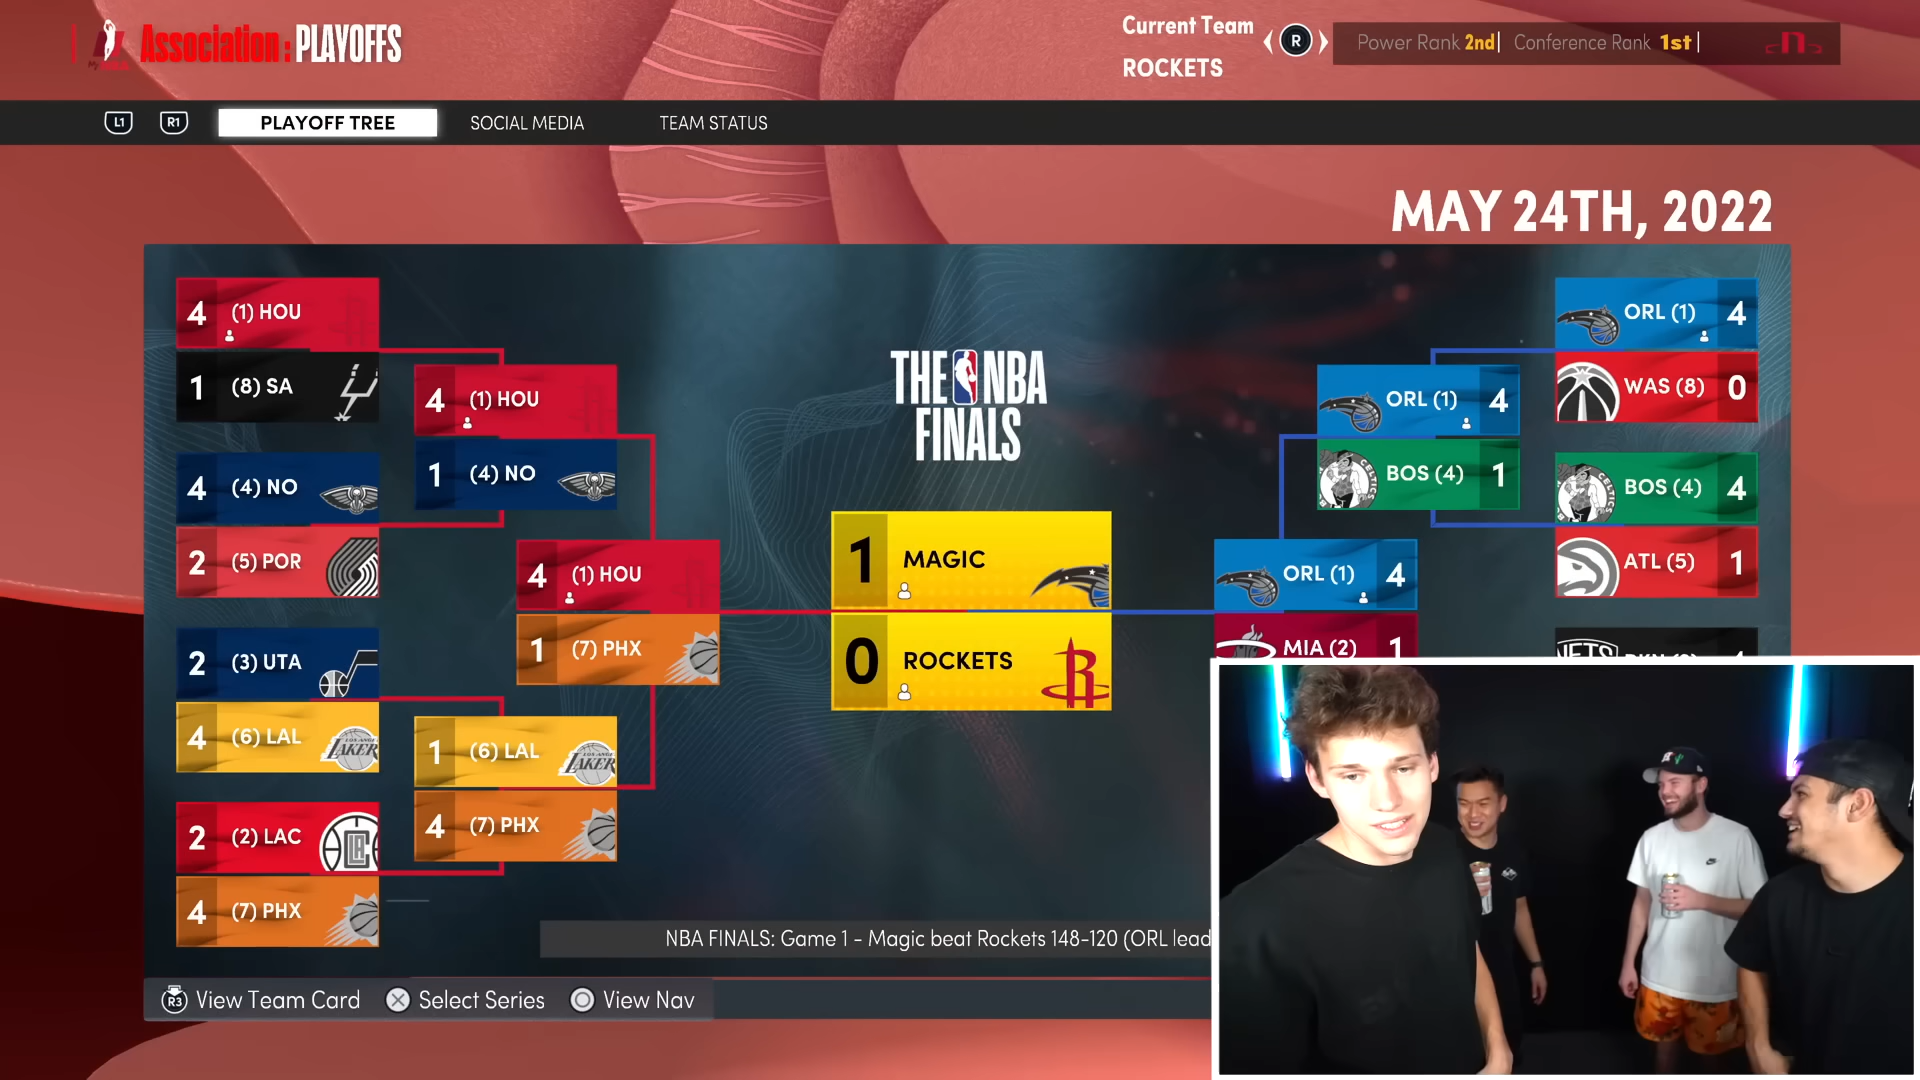 Association : PLAYOFFS
Current Team
ROCKETS
R
Power Rank 2nd| Conference Rank 1st |
L1 R1 PLAYOFF TREE SOCIAL MEDIA TEAM STATUS
MAY 24TH, 2022
4 (1) HOU
1 (8) SA
4 (4) NO
2 (5) POR
2 (3) UTA
4 (6) LAL
LAKER
2 (2) LAC
4 (7) PHX
4 (1) HOU
1 (4) NO
1 (6) LAL
LAKER
4 (7) PHX
4 (1) HOU
1 (7) PHX
THE NBA
FINALS
1 MAGIC
0 ROCKETS
ORL (1) 4
MIA (2) 1
ORL (1) 4
BOS (4) 1
CELTICS
ORL (1) 4
WAS (8) 0
BOS (4) 4
CELTICS
ATL (5) 1
NBA FINALS: Game 1 - Magic beat Rockets 148-120 (ORL lead
R3 View Team Card Select Series View Nav